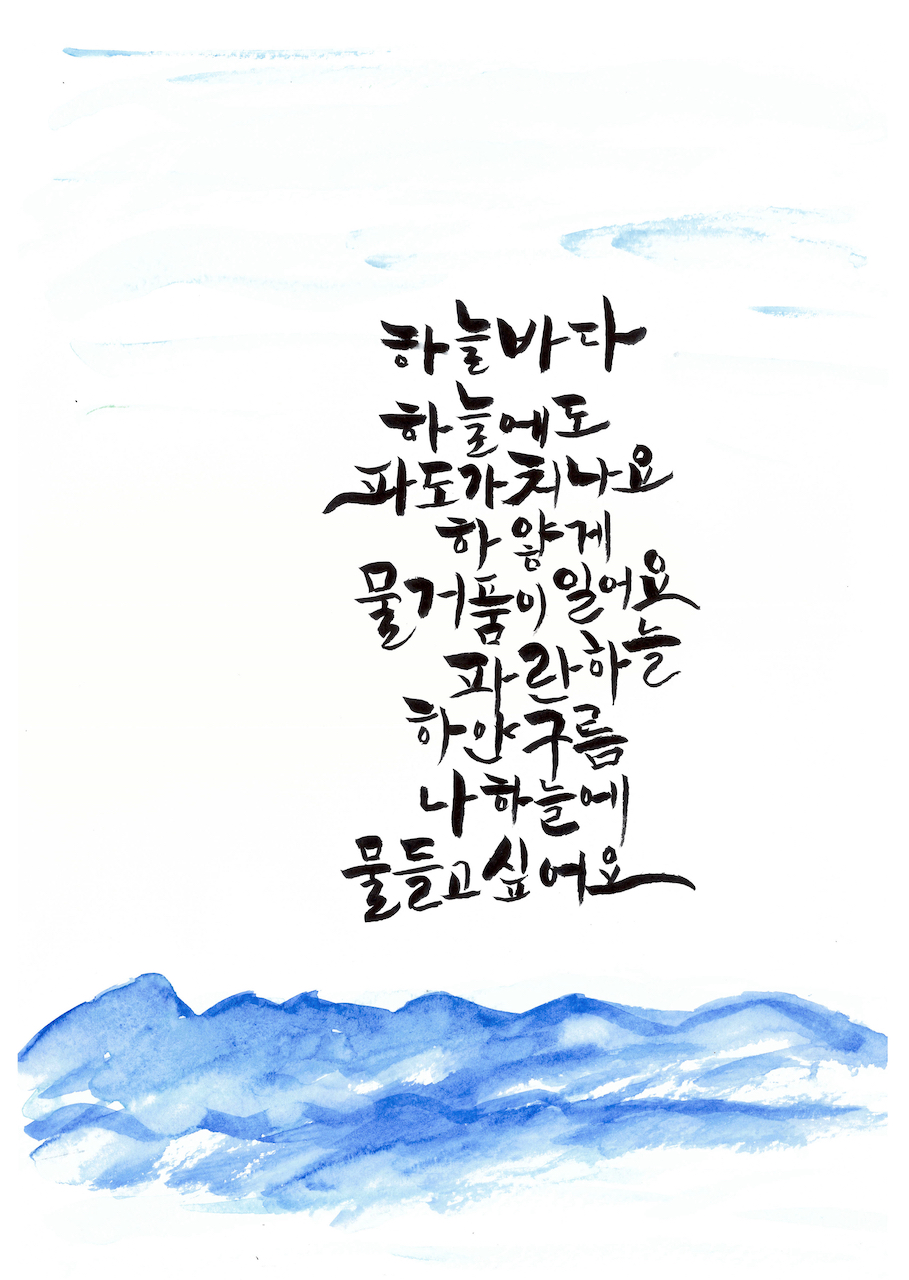 하늘바다
하늘에도
파도가치나요
하얗게
물거품이 일어요
파란하늘
하얀구름
나 하늘에
물들고싶어요